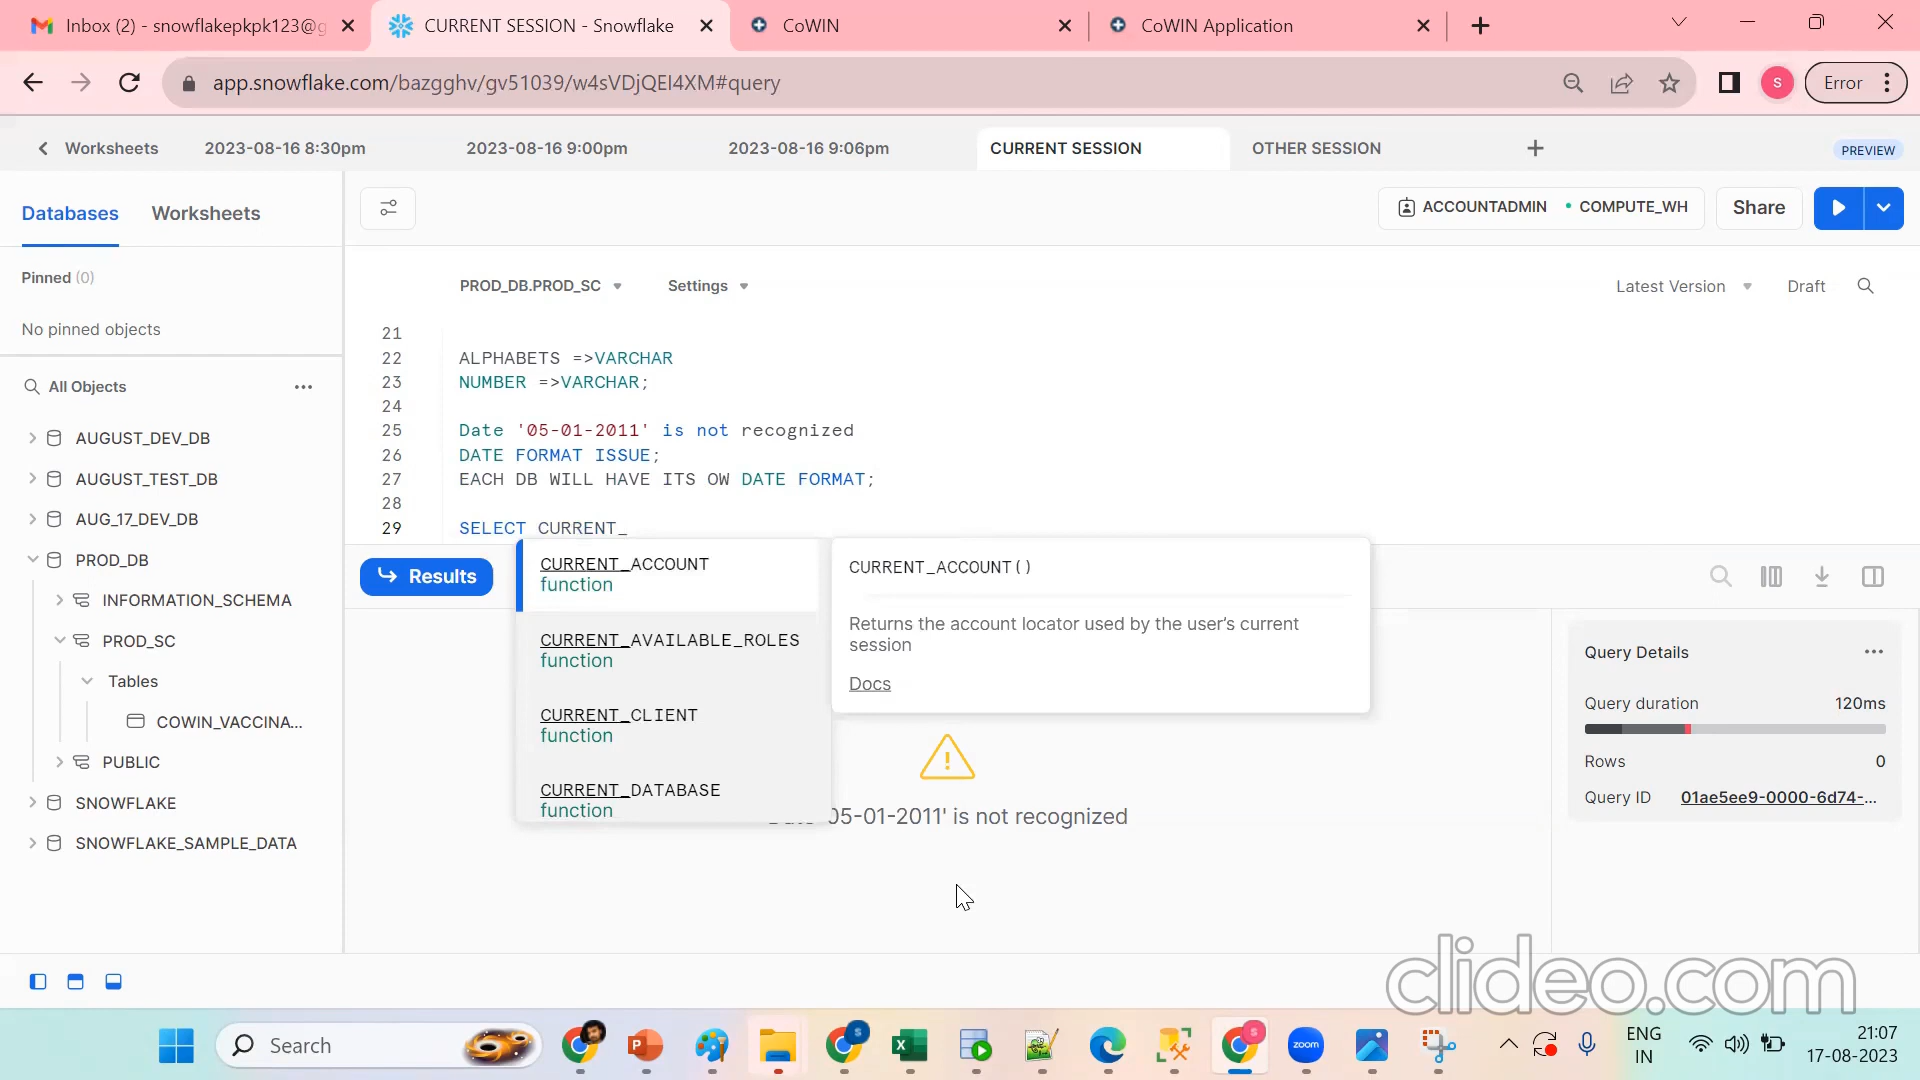 Inbox (2) - snowflakepkpk123@g
CURRENT SESSION - Snowflake
CoWIN
CoWIN Application
app.snowflake.com/bazgghv/gv51039/w4sVDjQEI4XM#query
S
Error
Worksheets
2023-08-16 8:30pm
2023-08-16 9:00pm
2023-08-16 9:06pm
CURRENT SESSION
OTHER SESSION
PREVIEW
Databases
Worksheets
ACCOUNTADMIN
COMPUTE_WH
Share
Pinned (0)
No pinned objects
PROD_DB.PROD_SC
Settings
Latest Version
Draft
All Objects
AUGUST_DEV_DB
AUGUST_TEST_DB
AUG_17_DEV_DB
PROD_DB
INFORMATION_SCHEMA
PROD_SC
Tables
COWIN_VACCINA...
PUBLIC
SNOWFLAKE
SNOWFLAKE_SAMPLE_DATA
21
22 ALPHABETS =>VARCHAR
23 NUMBER =>VARCHAR;
24
25 Date '05-01-2011' is not recognized
26 DATE FORMAT ISSUE;
27 EACH DB WILL HAVE ITS OW DATE FORMAT;
28
29 SELECT CURRENT_
Results
CURRENT_ACCOUNT
function
CURRENT_AVAILABLE_ROLES
function
CURRENT_CLIENT
function
CURRENT_DATABASE
function
CURRENT_ACCOUNT()
Returns the account locator used by the user's current
session
Docs
05-01-2011' is not recognized
Query Details
Query duration 120ms
Rows 0
Query ID 01ae5ee9-0000-6d74-...
clideo.com
Search
zoom
ENG
IN
21:07
17-08-2023